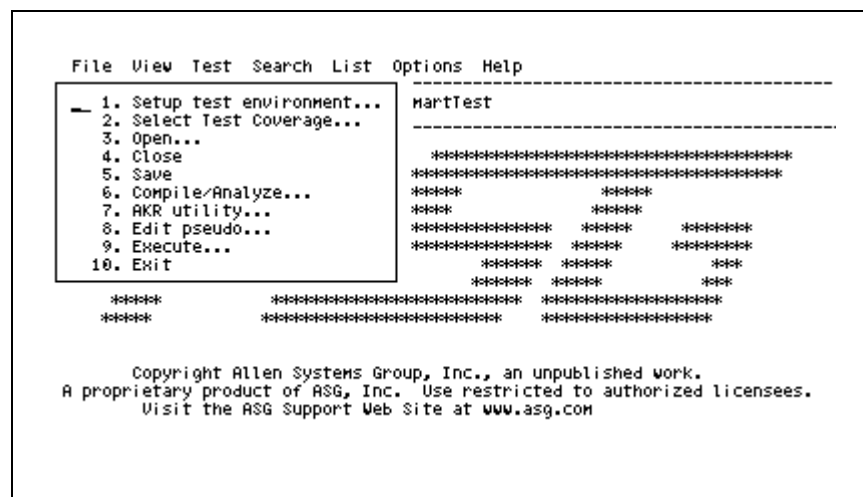 File View Test Search List Options Help
__ 1. Setup test environment...
2. Select Test Coverage...
3. Open...
4. Close
5. Save
6. Compile/Analyze...
7. AKR utility...
8. Edit pseudo...
9. Execute...
10. Exit
martTest
Copyright Allen Systems Group, Inc., an unpublished work.
A proprietary product of ASG, Inc. Use restricted to authorized licensees.
Visit the ASG Support Web Site at www.asg.com